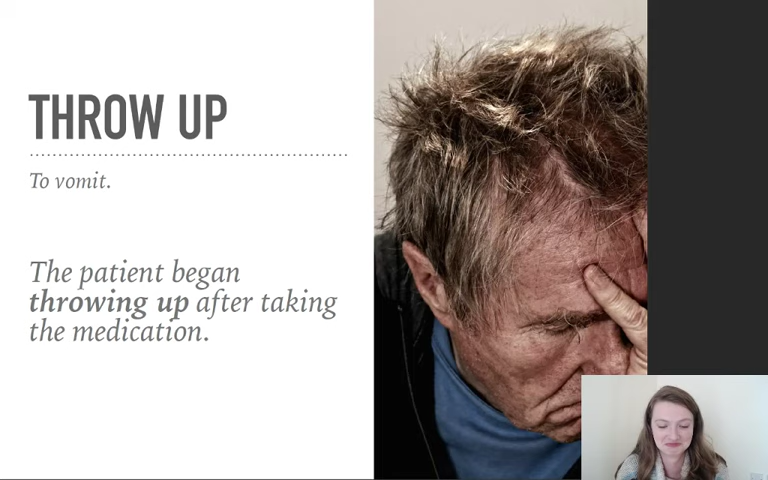 THROW UP
To vomit.
The patient began
throwing up after taking
the medication.